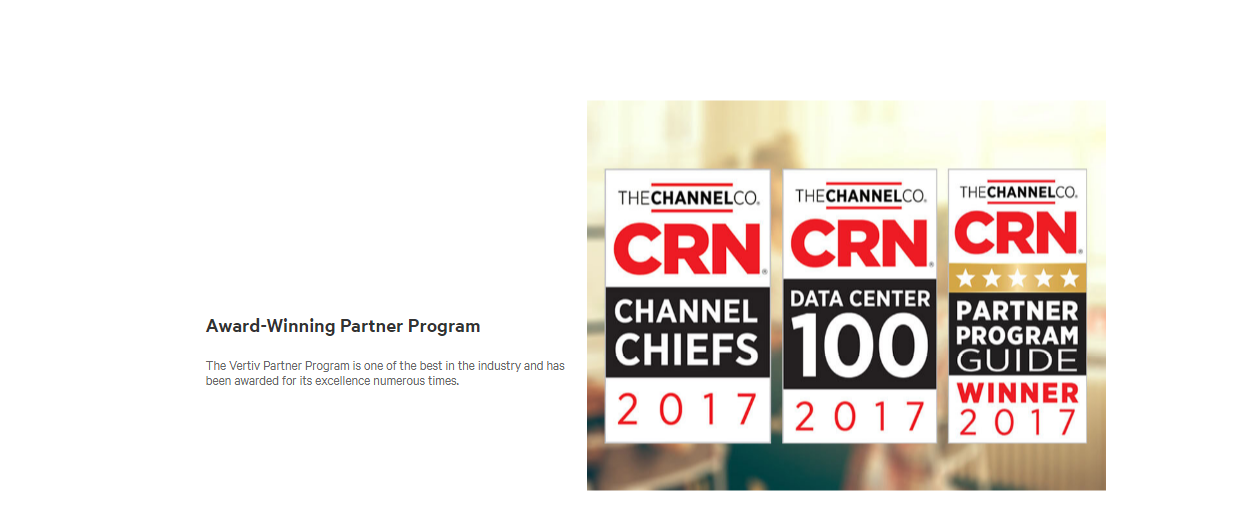 Award-Winning Partner Program
The Vertiv Partner Program is one of the best in the industry and has
been awarded for its excellence numerous times.
THECHANNELCO.
CRN®
CHANNEL
CHIEFS
2017
THECHANNELCO.
CRN®
DATA CENTER
100
2017
THECHANNELCO.
CRN®
PARTNER
PROGRAM
GUIDE
WINNER
2017